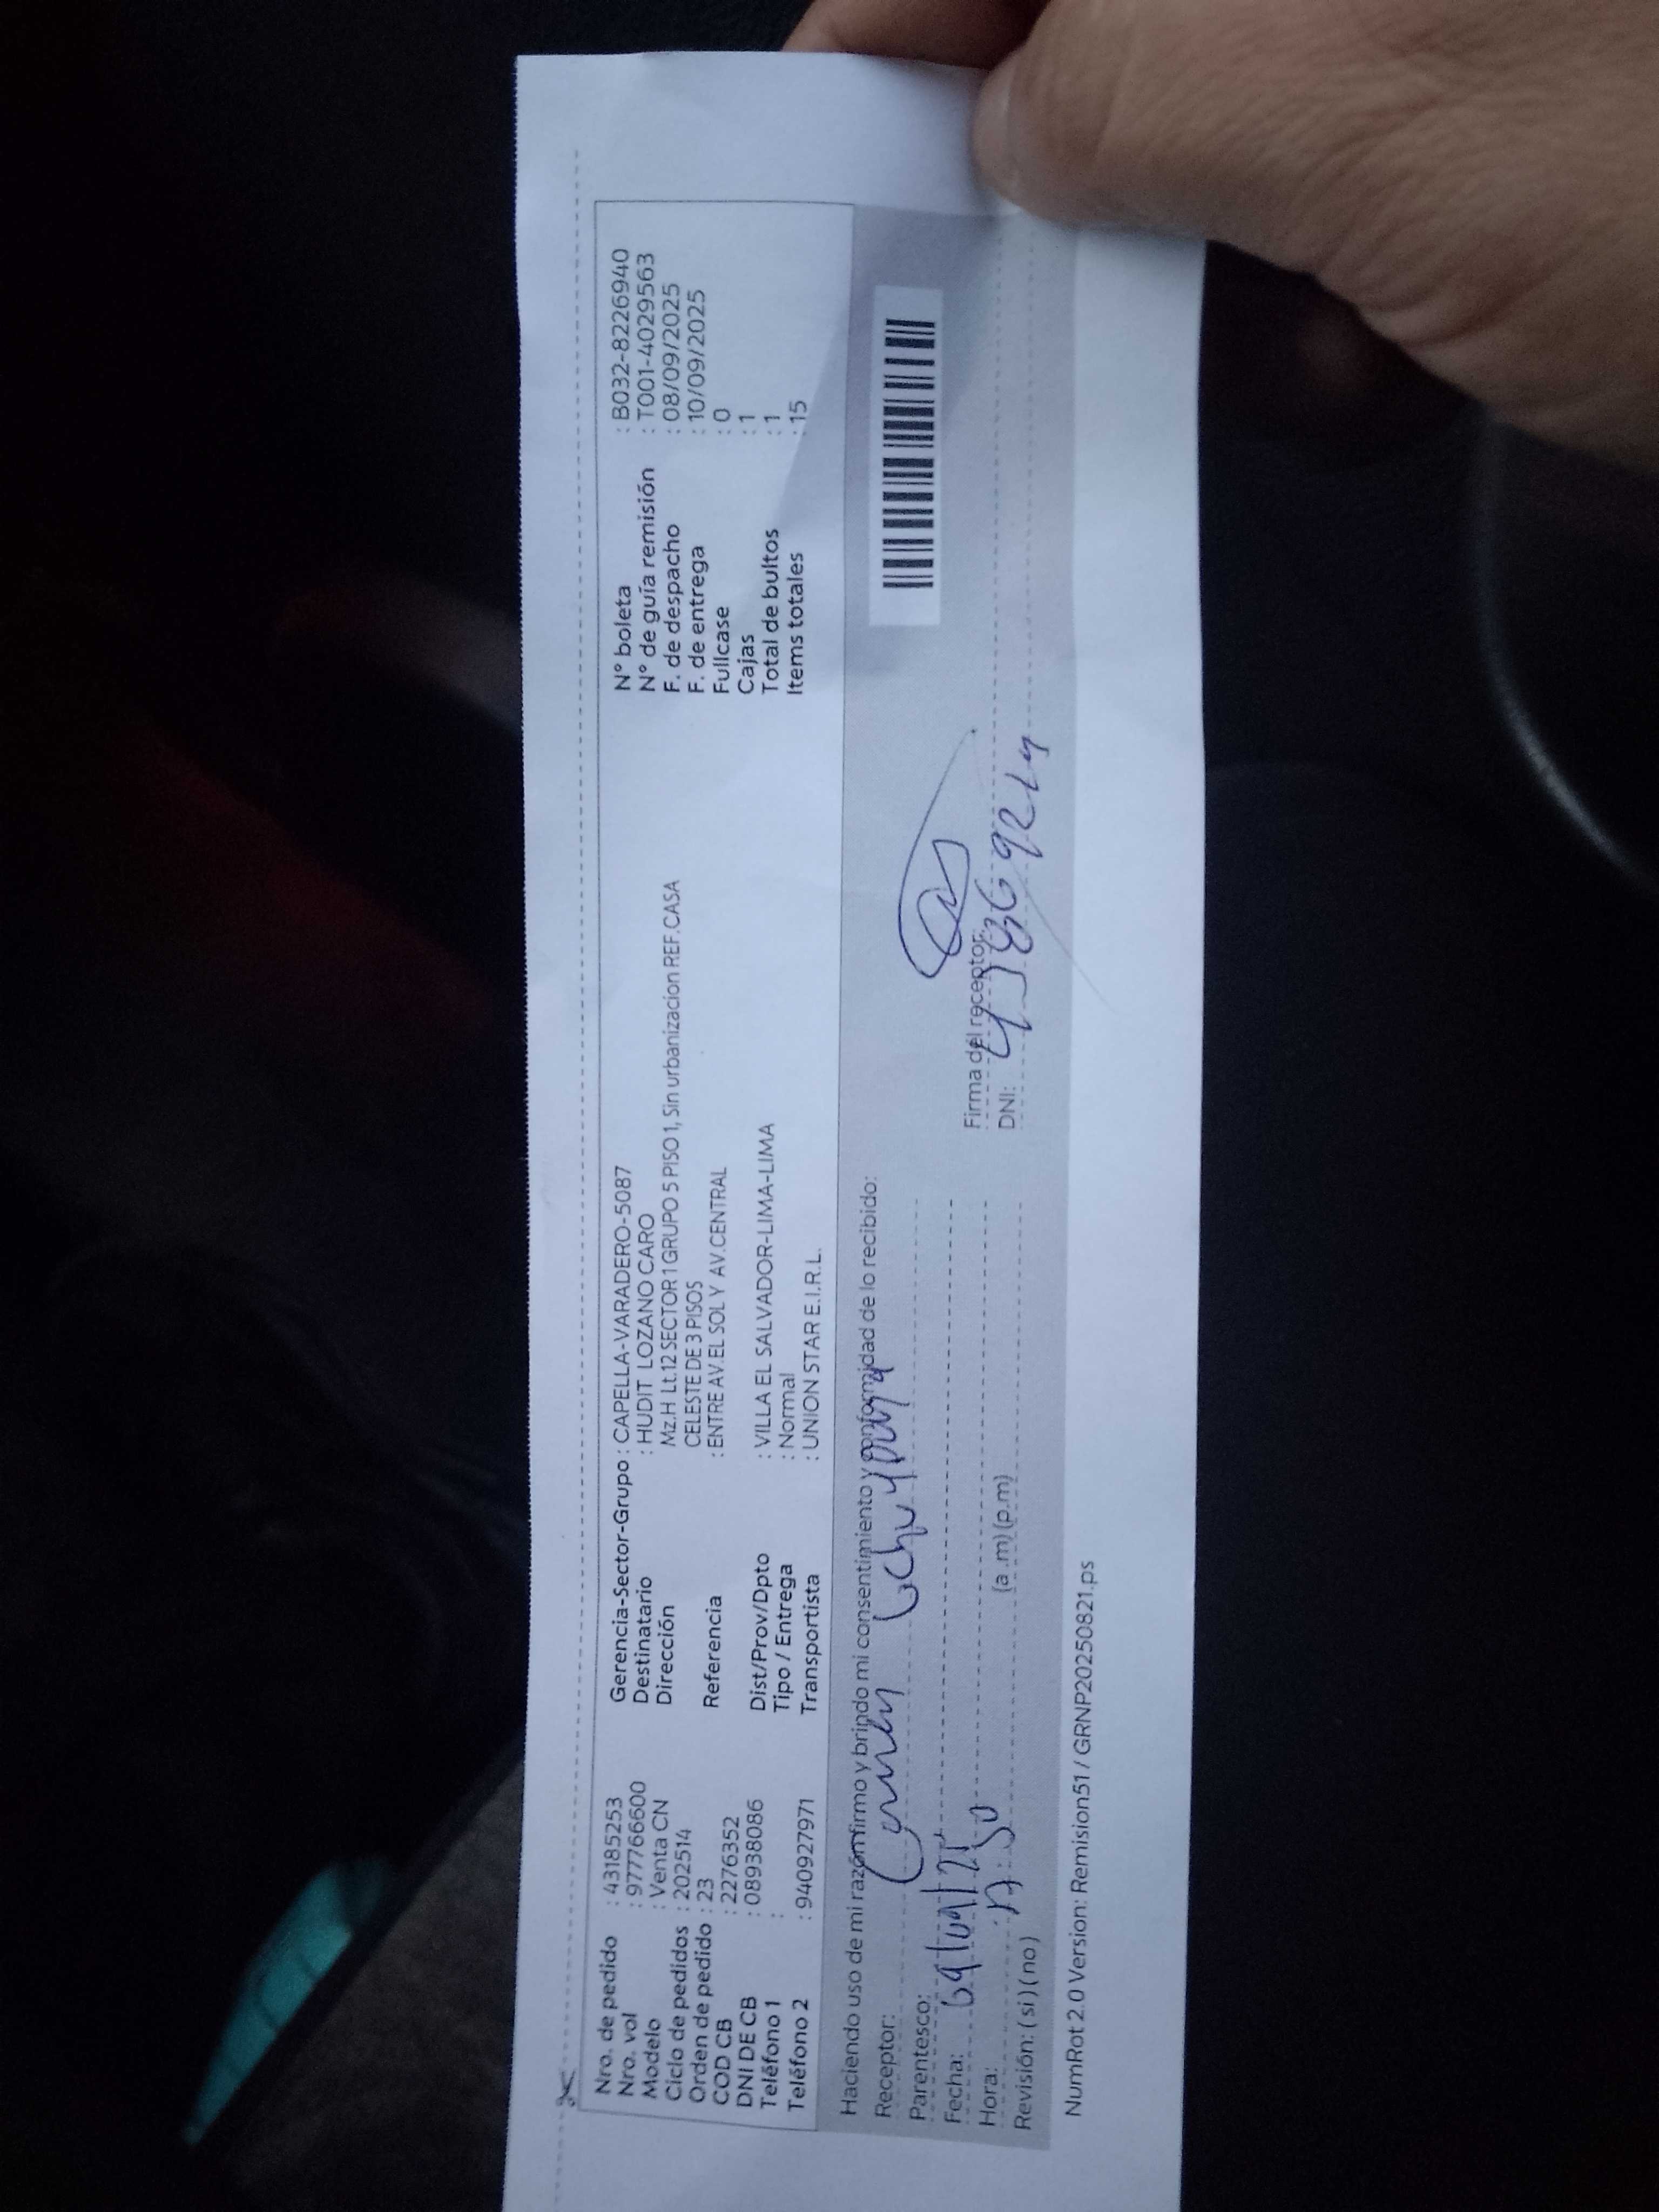 Nro. de pedido : 43185253
Nro. vol : 977766600
Modelo : Venta CN
Ciclo de pedidos : 202514
Orden de pedido : 23
COD CB : 2276352
DNI DE CB : 08938086
Teléfono 1 :
Teléfono 2 : 940927971
Gerencia-Sector-Grupo : CAPELLA-VARADERO-5087
Destinatario : HUDIT LOZANO CARO
Dirección Mz.H Lt.12 SECTOR 1 GRUPO 5 PISO 1, Sin urbanizacion REF.CASA
CELESTE DE 3 PISOS
Referencia : ENTRE AV.EL SOL Y AV.CENTRAL
Dist/Prov/Dpto : VILLA EL SALVADOR-LIMA-LIMA
Tipo / Entrega : Normal
Transportista : UNION STAR E.I.R.L.
N° boleta : B032-8226940
N° de guía remisión : T001-4029563
F. de despacho : 08/09/2025
F. de entrega : 10/09/2025
Fullcase : 0
Cajas : 1
Total de bultos : 1
Items totales : 15
Haciendo uso de mi razón firmo y brindo mi consentimiento y conformidad de lo recibido:
Receptor:
Parentesco:
Fecha:
Hora: (a .m) (p.m)
Revisión: ( si ) ( no )
Firma del receptor:
DNI:
NumRot 2.0 Version: Remision51 / GRNP20250821.ps